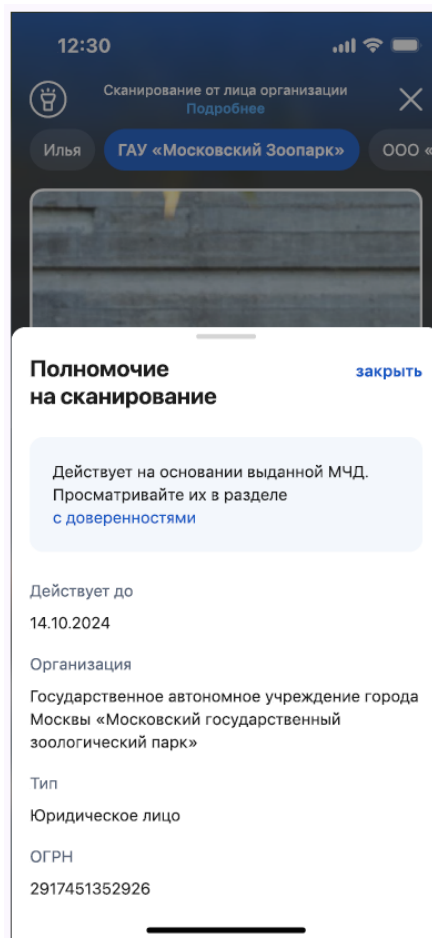 12:30
Сканирование от лица организации
Подробнее
Илья
ГАУ «Московский Зоопарк»
ООО «
Полномочие
на сканирование
закрыть
Действует на основании выданной МЧД.
Просматривайте их в разделе
с доверенностями
Действует до
14.10.2024
Организация
Государственное автономное учреждение города
Москвы «Московский государственный
зоологический парк»
Тип
Юридическое лицо
ОГРН
2917451352926